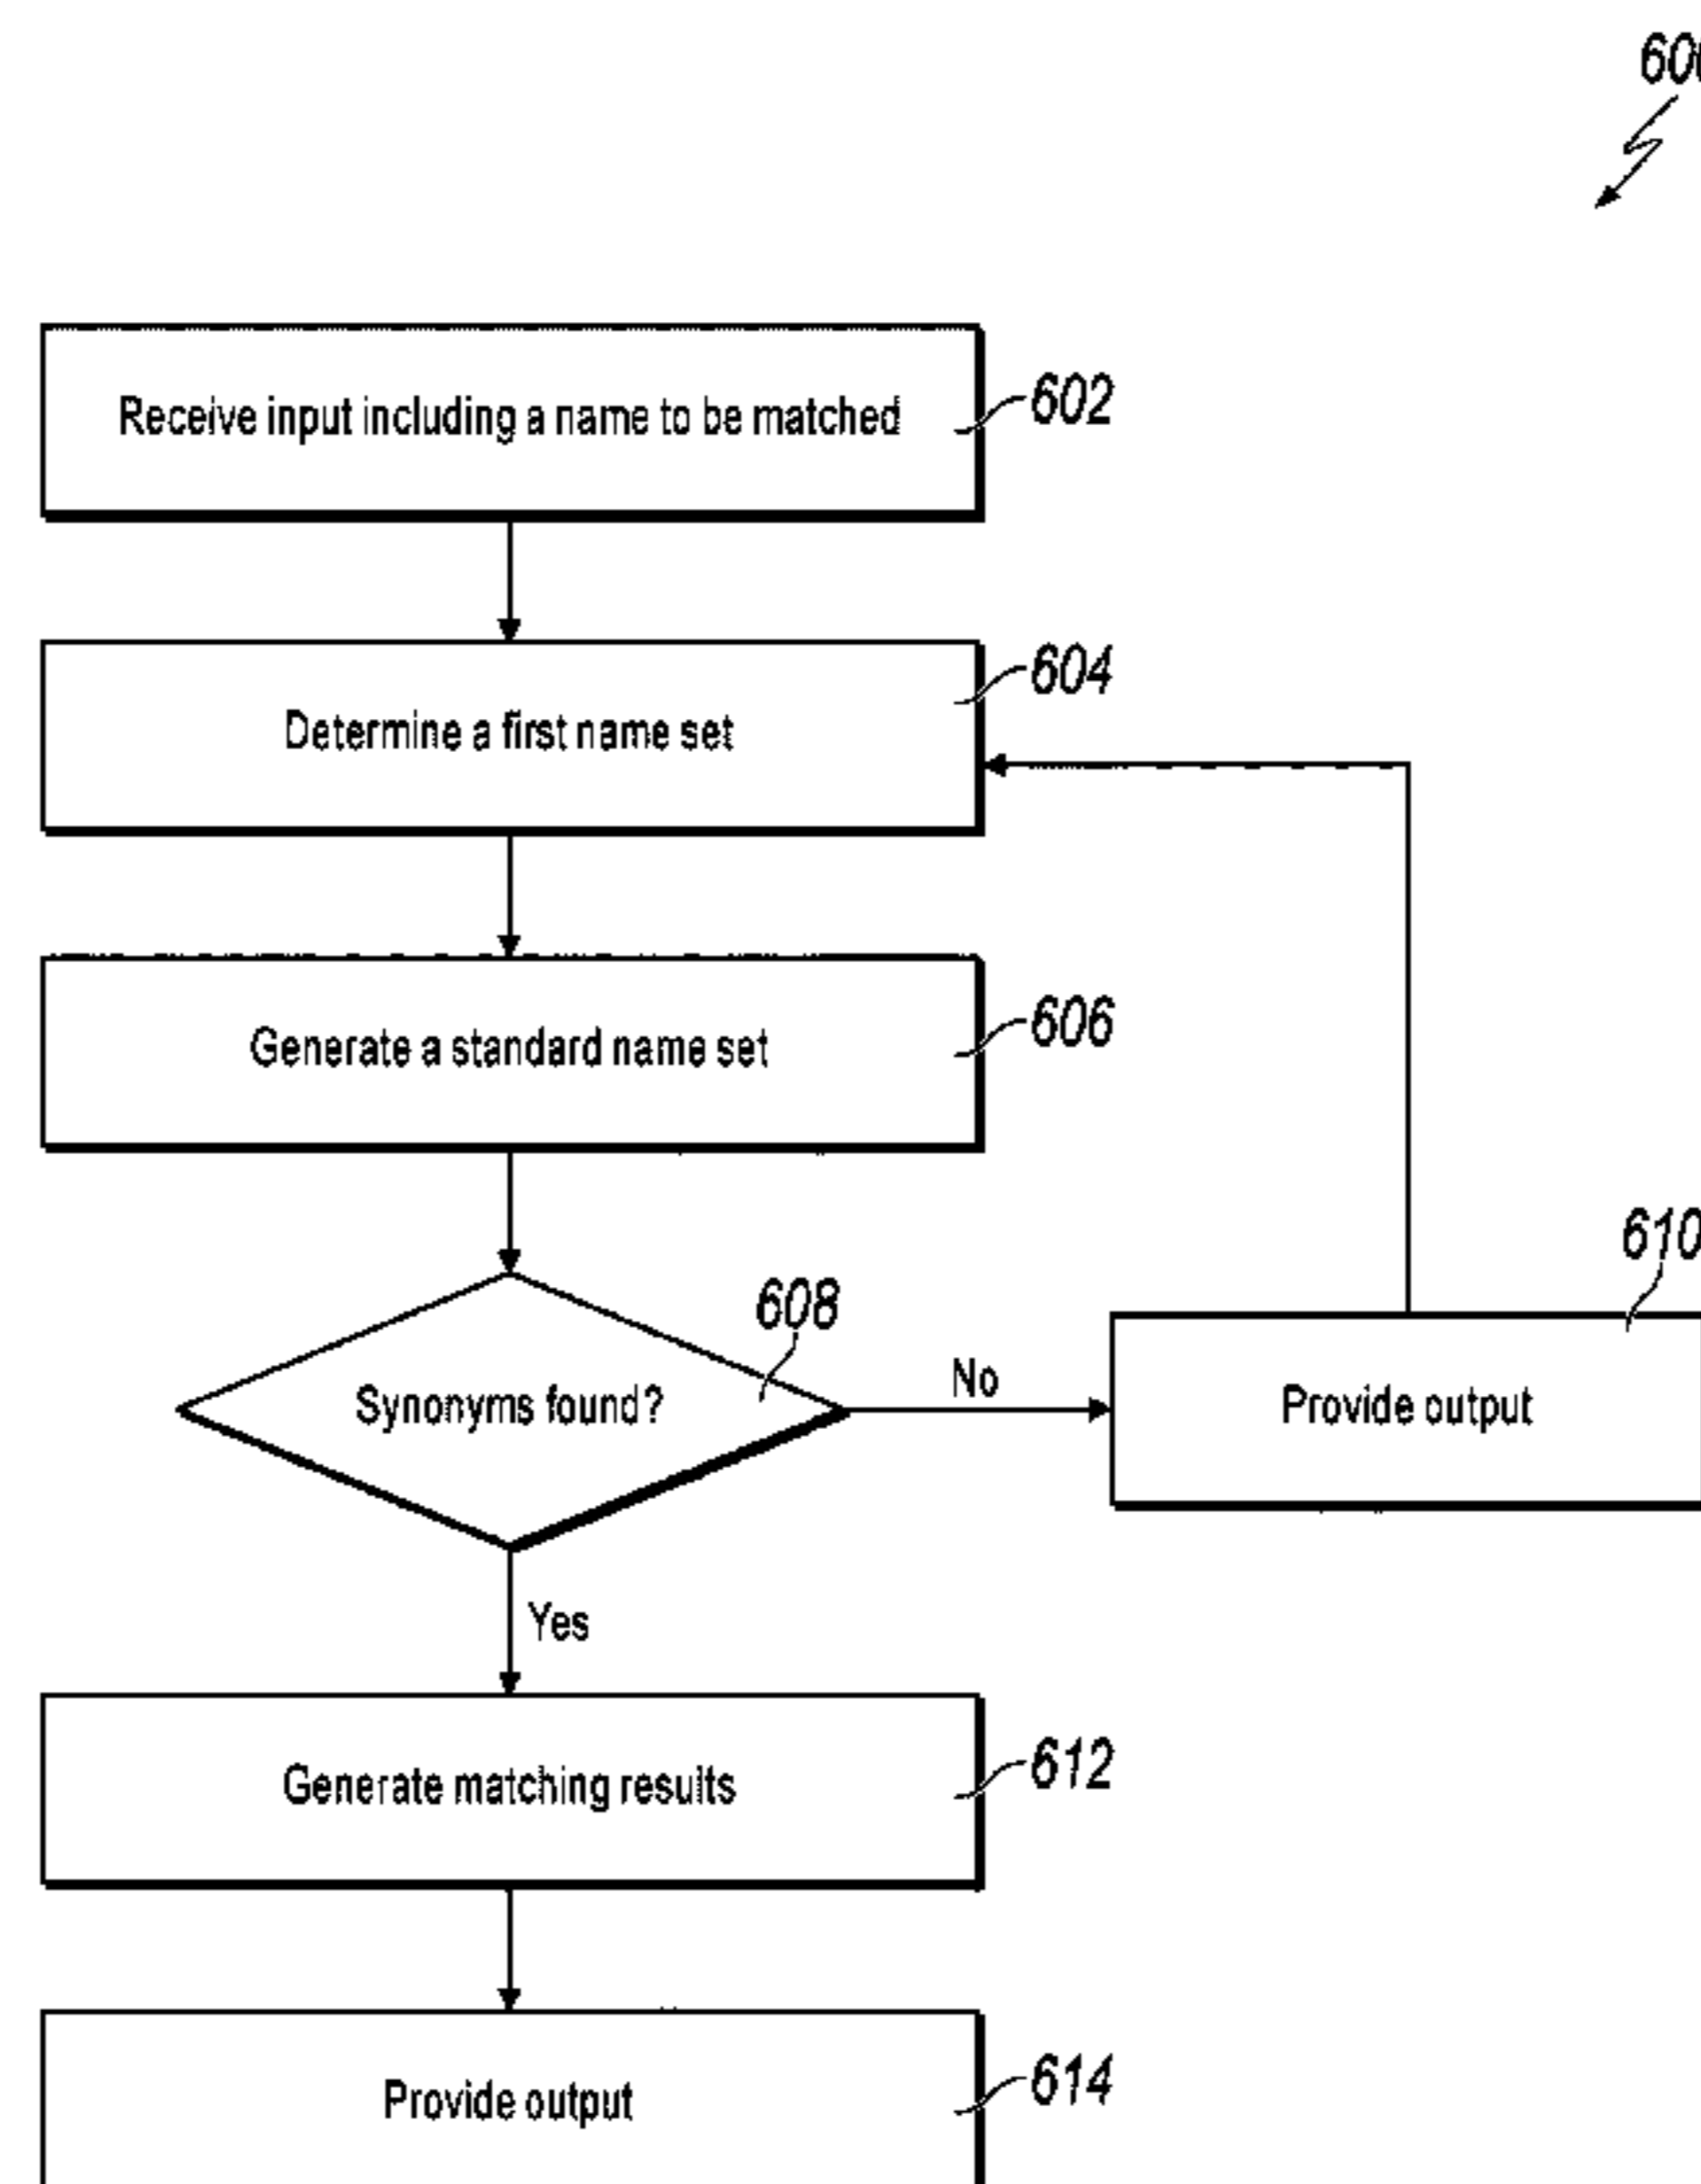 600
Receive input including a name to be matched
602
Determine a first name set
604
Generate a standard name set
606
608
Synonyms found?
No
610
Provide output
Yes
Generate matching results
612
Provide output
614